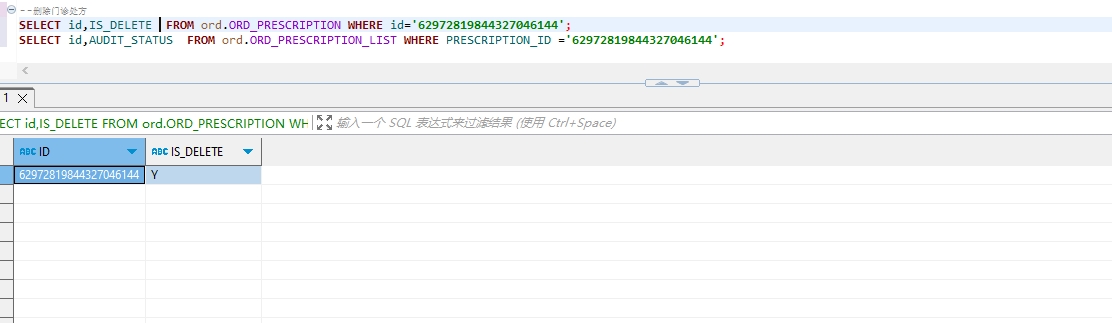 --删除门诊处方
SELECT id,IS_DELETE FROM ord.ORD_PRESCRIPTION WHERE id='62972819844327046144';
SELECT id,AUDIT_STATUS FROM ord.ORD_PRESCRIPTION_LIST WHERE PRESCRIPTION_ID ='62972819844327046144';
1
ECT id,IS_DELETE FROM ord.ORD_PRESCRIPTION WH 输入一个 SQL 表达式来过滤结果 (使用 Ctrl+Space)
ABC ID ABC IS_DELETE
62972819844327046144 Y